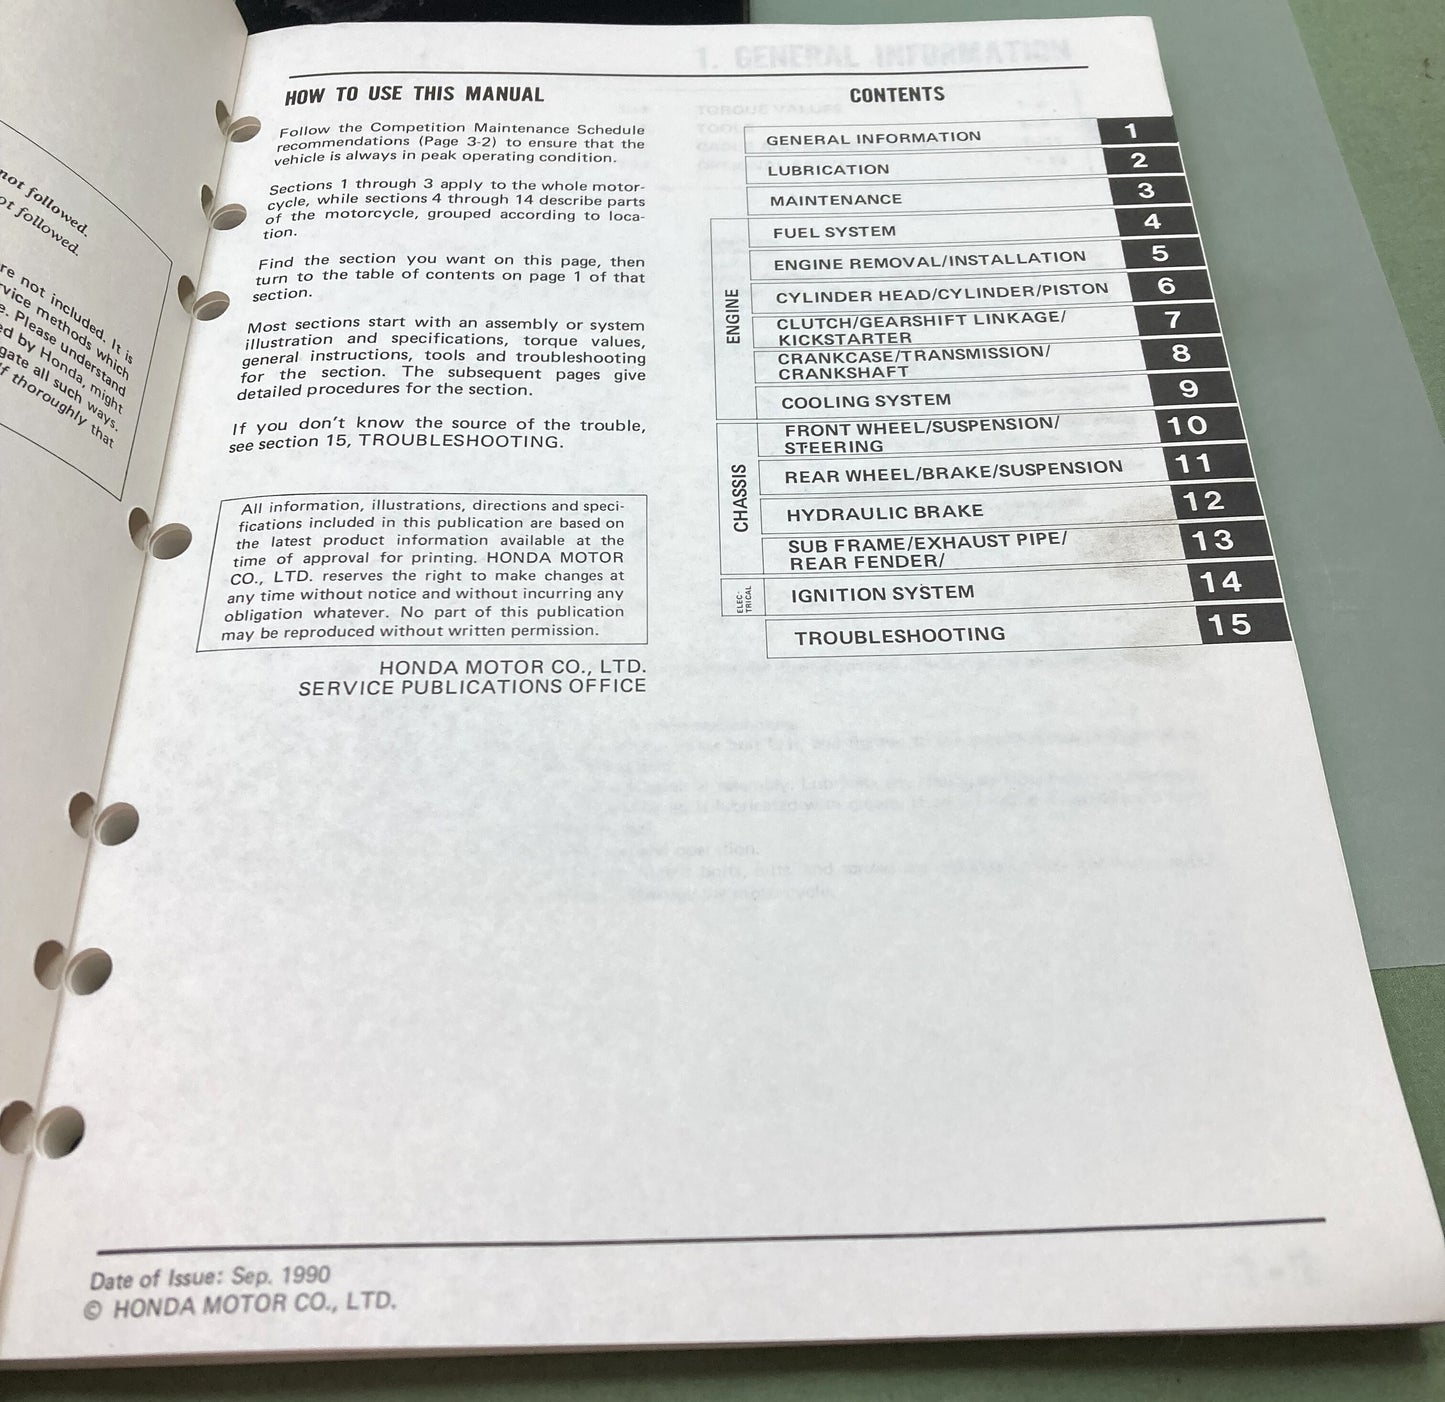 not followed.
ot followed.
re not included. It is
rvice methods which
e. Please understand
ed by Honda, might
gate all such ways.
If thoroughly that
1. GENERAL INFORMATION
HOW TO USE THIS MANUAL
Follow the Competition Maintenance Schedule
recommendations (Page 3-2) to ensure that the
vehicle is always in peak operating condition.
Sections 1 through 3 apply to the whole motor-
cycle, while sections 4 through 14 describe parts
of the motorcycle, grouped according to loca-
tion.
Find the section you want on this page, then
turn to the table of contents on page 1 of that
section.
Most sections start with an assembly or system
illustration and specifications, torque values,
general instructions, tools and troubleshooting
for the section. The subsequent pages give
detailed procedures for the section.
If you don't know the source of the trouble,
see section 15, TROUBLESHOOTING.
All information, illustrations, directions and speci-
fications included in this publication are based on
the latest product information available at the
time of approval for printing. HONDA MOTOR
CO., LTD. reserves the right to make changes at
any time without notice and without incurring any
obligation whatever. No part of this publication
may be reproduced without written permission.
HONDA MOTOR CO., LTD.
SERVICE PUBLICATIONS OFFICE
CONTENTS
GENERAL INFORMATION 1
LUBRICATION 2
MAINTENANCE 3
ENGINE
FUEL SYSTEM 4
ENGINE REMOVAL/INSTALLATION 5
CYLINDER HEAD/CYLINDER/PISTON 6
CLUTCH/GEARSHIFT LINKAGE/
KICKSTARTER 7
CRANKCASE/TRANSMISSION/
CRANKSHAFT 8
COOLING SYSTEM 9
CHASSIS
FRONT WHEEL/SUSPENSION/
STEERING 10
REAR WHEEL/BRAKE/SUSPENSION 11
HYDRAULIC BRAKE 12
SUB FRAME/EXHAUST PIPE/
REAR FENDER/ 13
ELEC-
TRICAL
IGNITION SYSTEM 14
TROUBLESHOOTING 15
Date of Issue: Sep. 1990
© HONDA MOTOR CO., LTD.